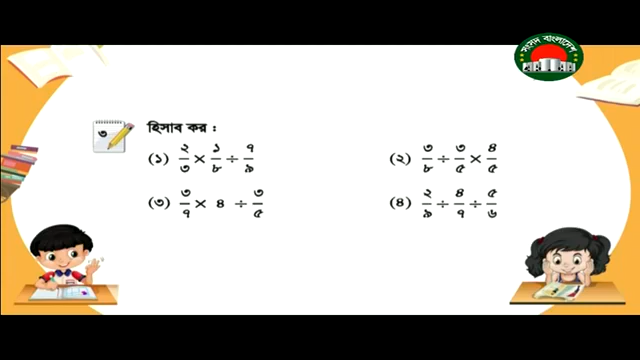 সংসদ বাংলাদেশ
৩ হিসাব কর :
(১) ২/৩ × ১/৮ ÷ ৭/৯ (২) ৩/৮ ÷ ৩/৫ × ৪/৫
(৩) ৩/৭ × ৪ ÷ ৩/৫ (৪) ২/৯ ÷ ৪/৭ ÷ ৫/৬